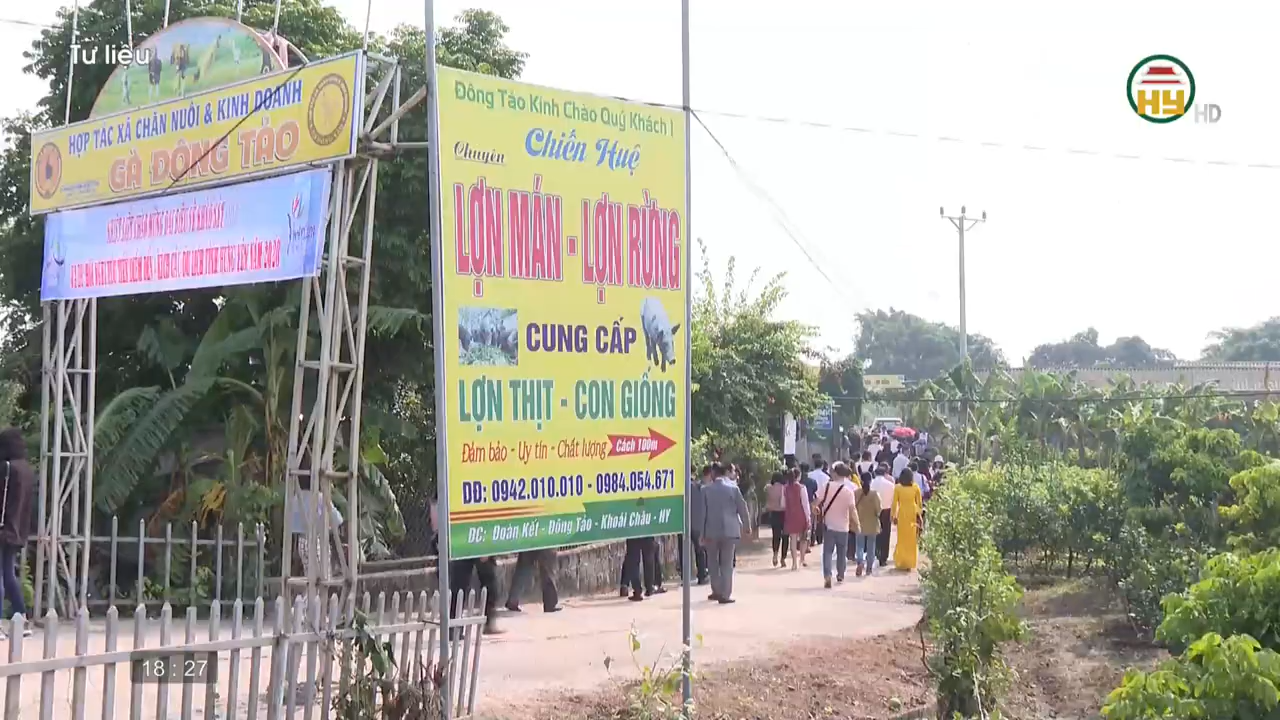 Tư liệu
HY HD
HỢP TÁC XÃ CHĂN NUÔI & KINH DOANH
GÀ ĐÔNG TẢO
Đông Tảo Kính Chào Quý Khách !
Chuyên
Chiến Huệ
LỢN MÁN - LỢN RỪNG
CUNG CẤP
LỢN THỊT - CON GIỐNG
Đảm bảo - Uy tín - Chất lượng
Cách 100m
DD: 0942.010.010 - 0984.054.671
ĐC: Đoàn Kết - Đông Tảo - Khoái Châu - HY
18:27